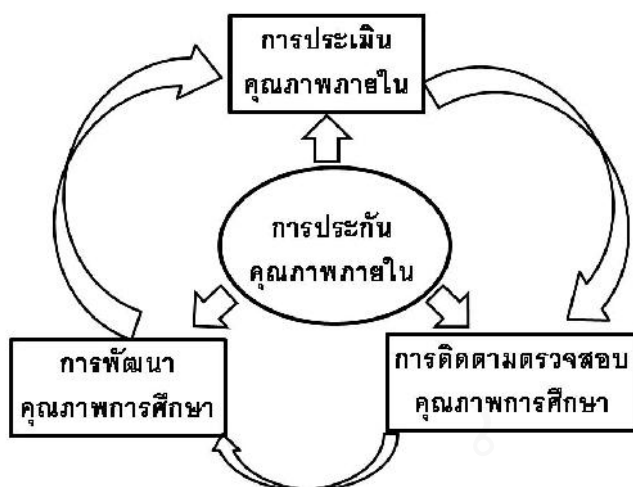 การประเมิน
คุณภาพภายใน
การประกัน
คุณภาพภายใน
การพัฒนา
คุณภาพการศึกษา
การติดตามตรวจสอบ
คุณภาพการศึกษา